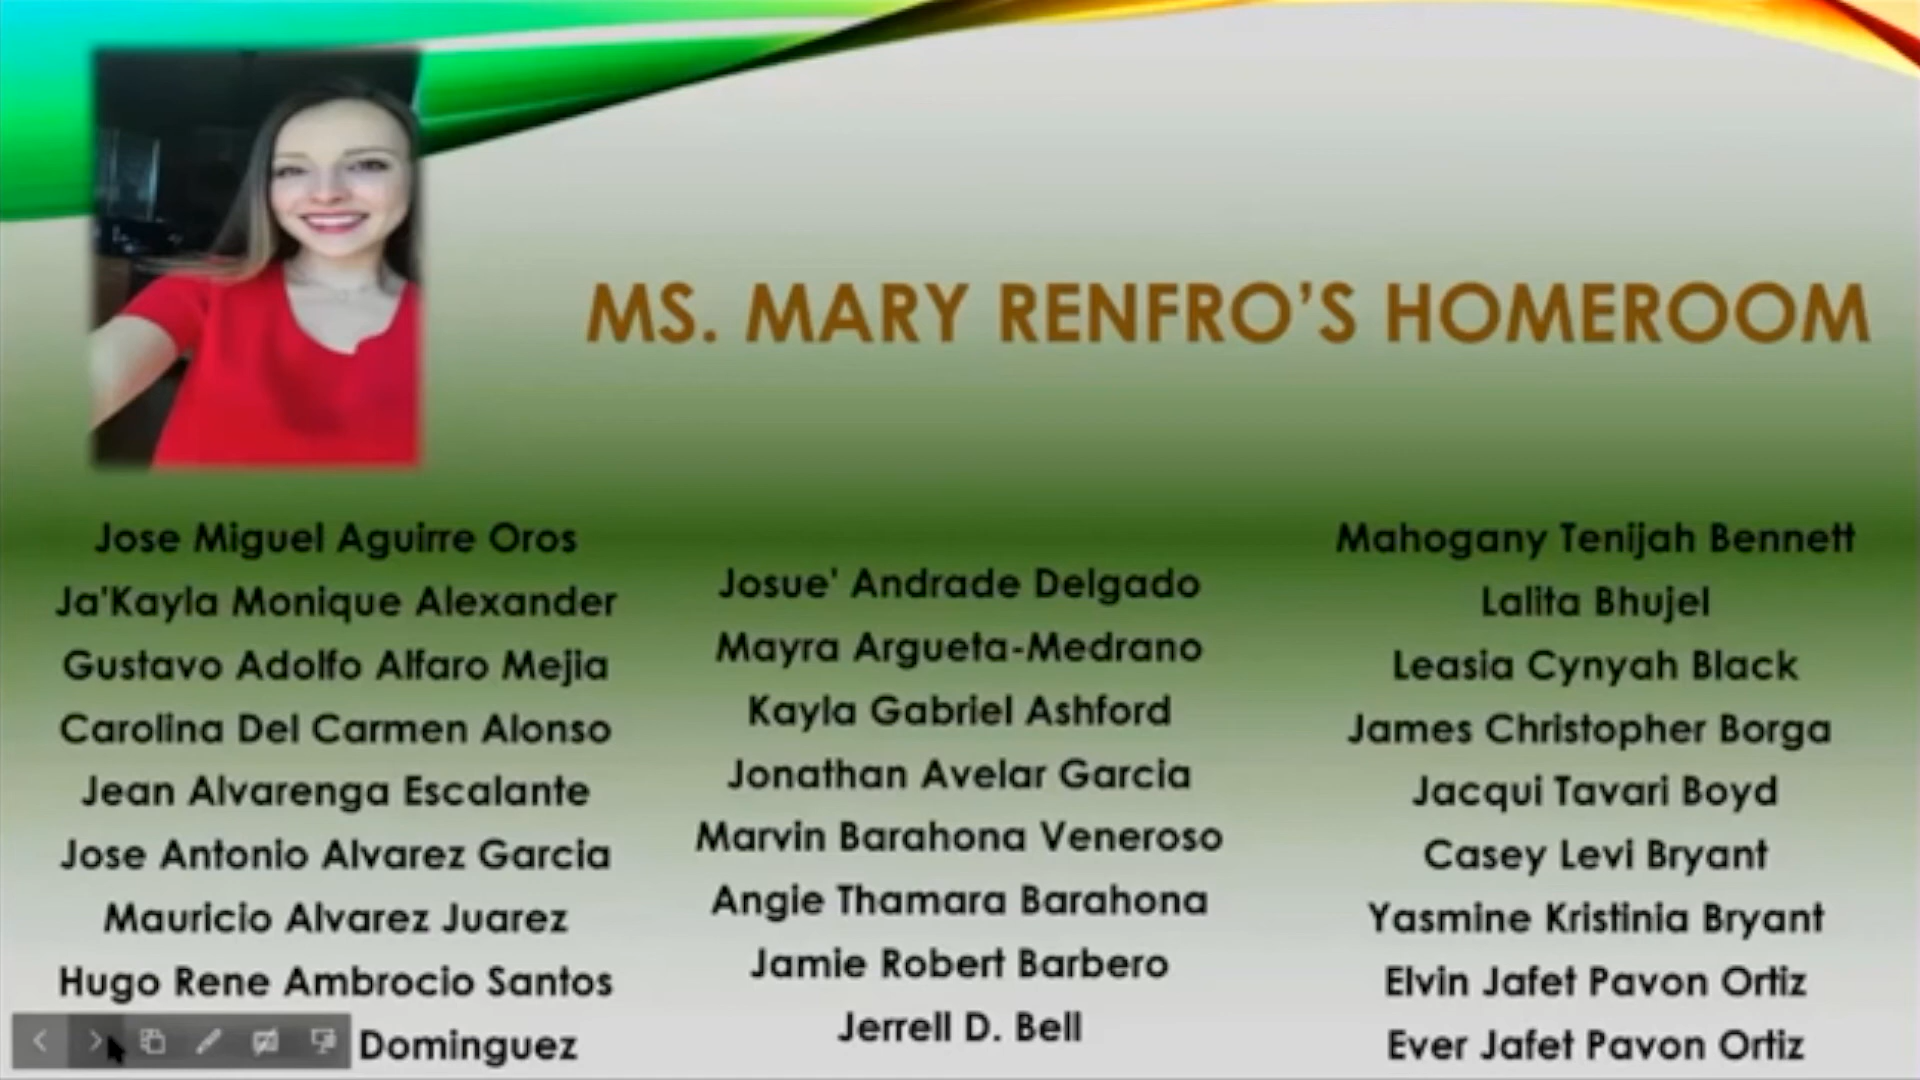 MS. MARY RENFRO'S HOMEROOM
Jose Miguel Aguirre Oros
Ja'Kayla Monique Alexander
Gustavo Adolfo Alfaro Mejia
Carolina Del Carmen Alonso
Jean Alvarenga Escalante
Jose Antonio Alvarez Garcia
Mauricio Alvarez Juarez
Hugo Rene Ambrocio Santos
Dominguez
Josue' Andrade Delgado
Mayra Argueta-Medrano
Kayla Gabriel Ashford
Jonathan Avelar Garcia
Marvin Barahona Veneroso
Angie Thamara Barahona
Jamie Robert Barbero
Jerrell D. Bell
Mahogany Tenijah Bennett
Lalita Bhujel
Leasia Cynyah Black
James Christopher Borga
Jacqui Tavari Boyd
Casey Levi Bryant
Yasmine Kristinia Bryant
Elvin Jafet Pavon Ortiz
Ever Jafet Pavon Ortiz